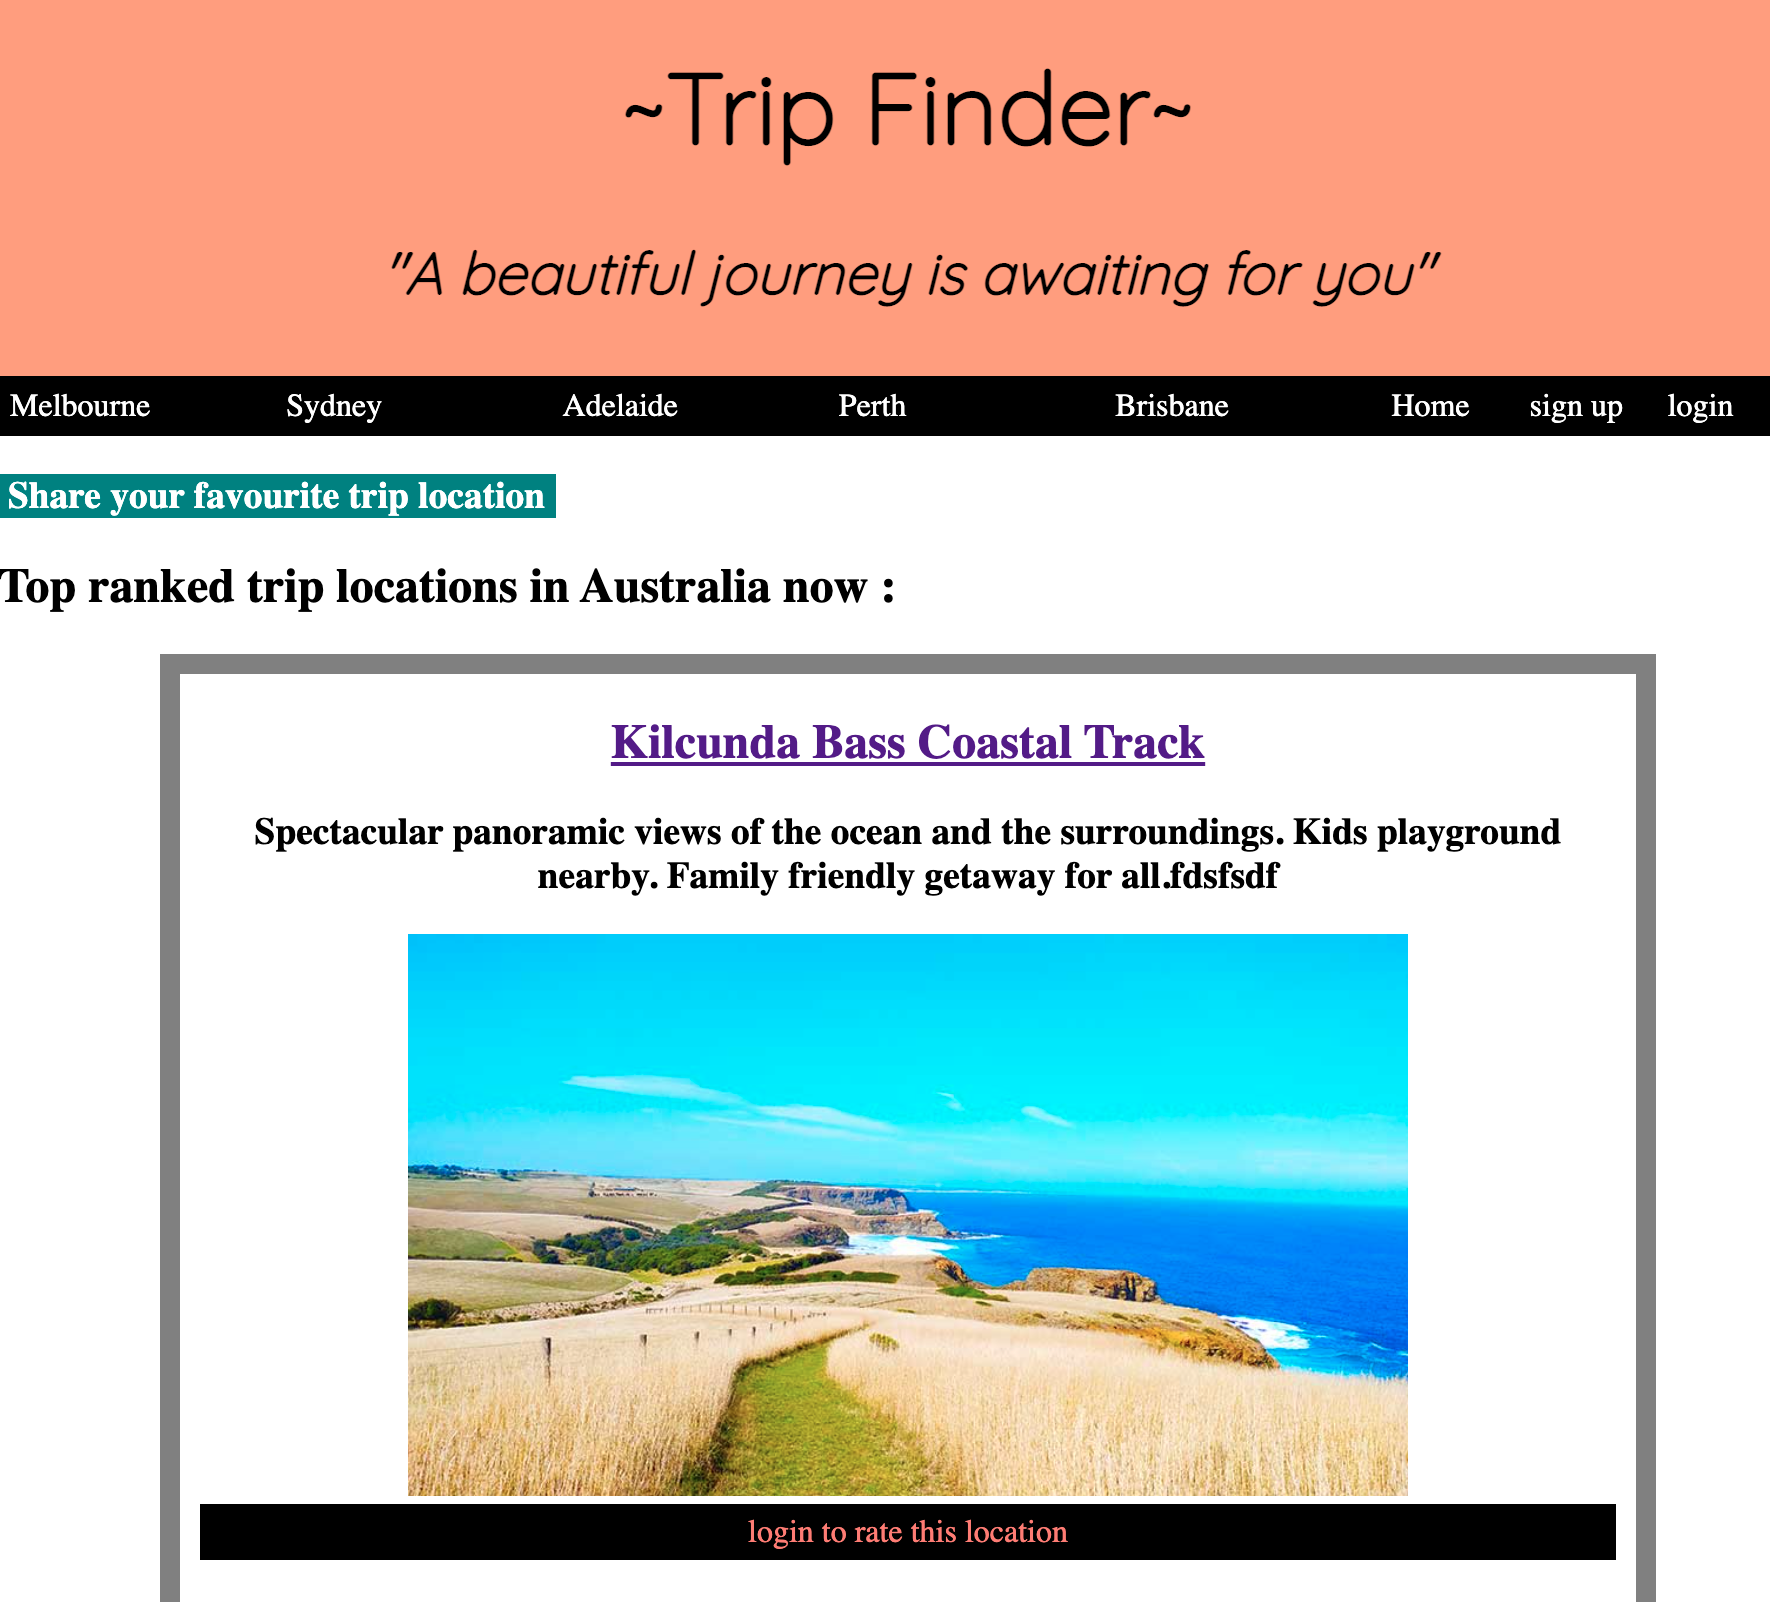 ~Trip Finder~
"A beautiful journey is awaiting for you"
Melbourne Sydney Adelaide Perth Brisbane Home sign up login
Share your favourite trip location
Top ranked trip locations in Australia now :
Kilcunda Bass Coastal Track
Spectacular panoramic views of the ocean and the surroundings. Kids playground
nearby. Family friendly getaway for all.fdsfsdf
login to rate this location